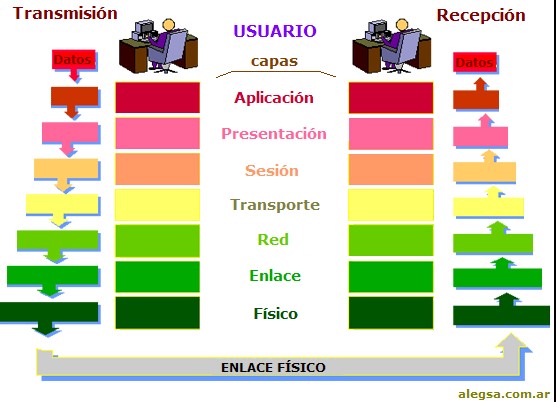 Transmisión
Recepción
USUARIO
capas
Datos
Datos
Aplicación
Presentación
Sesión
Transporte
Red
Enlace
Físico
ENLACE FÍSICO
alegsa.com.ar